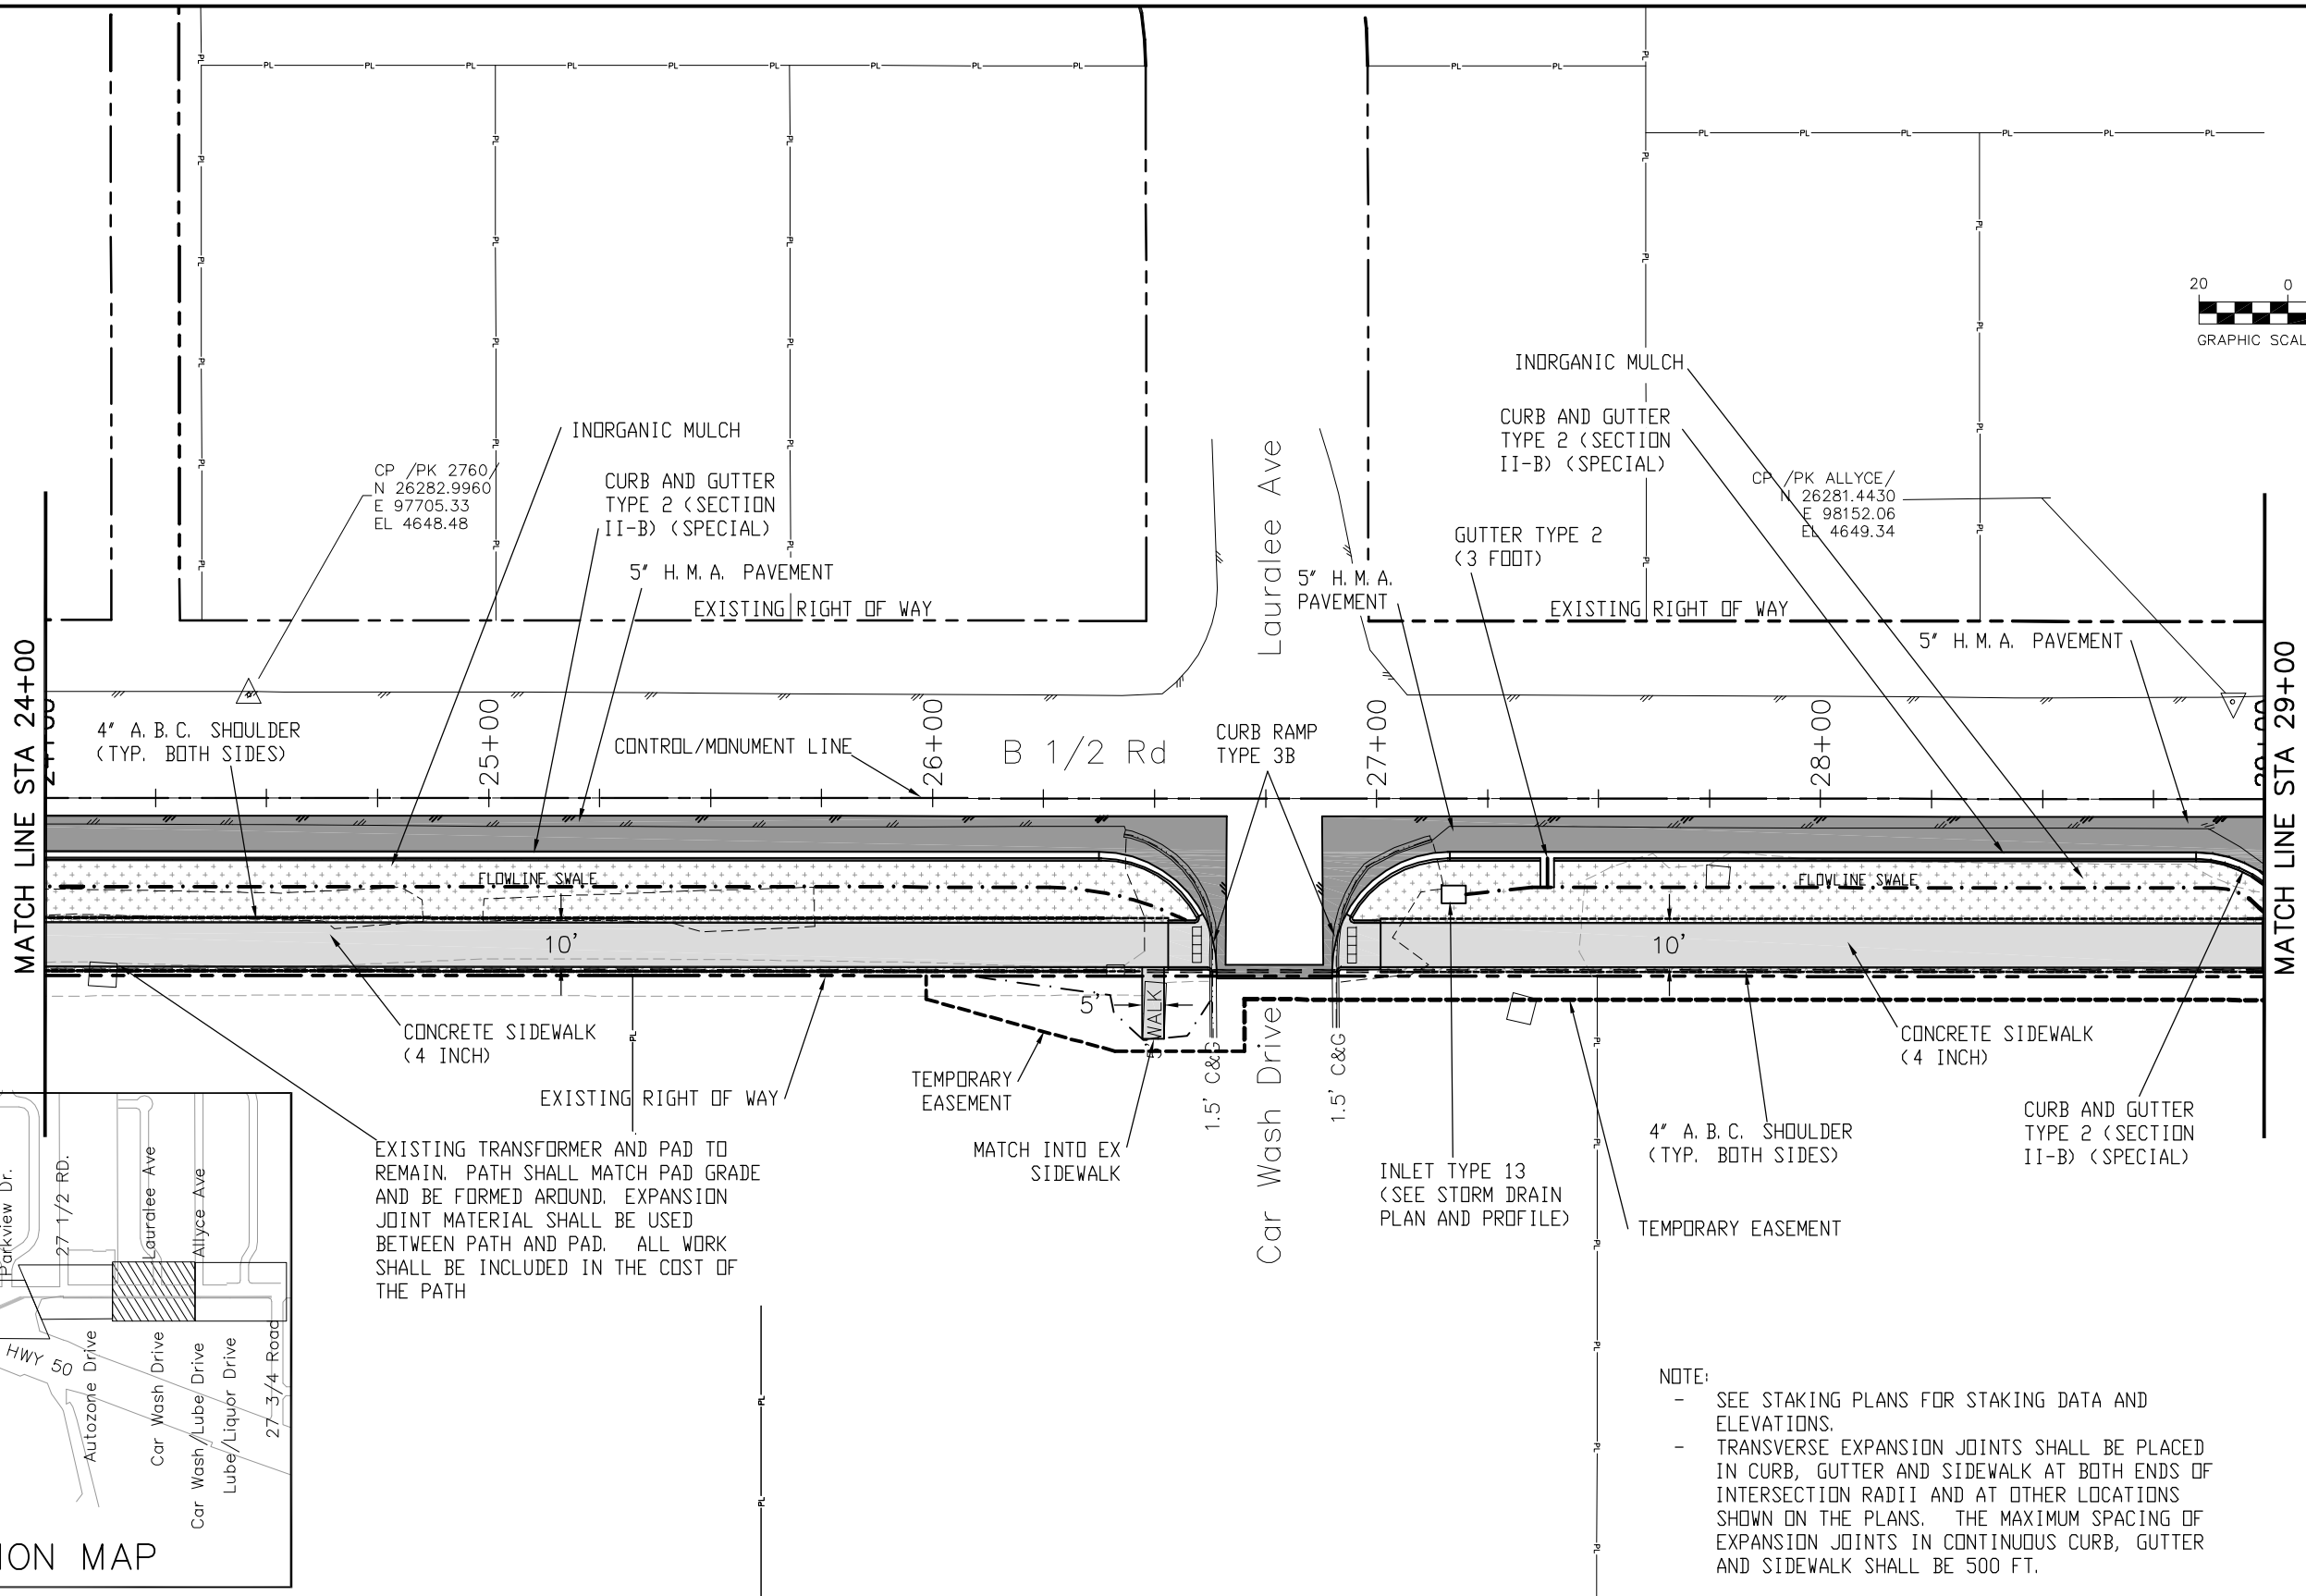 20 0
GRAPHIC SCAL
INORGANIC MULCH
CURB AND GUTTER
TYPE 2 (SECTION
II-B) (SPECIAL)
CP /PK ALLYCE/
N 26281.4430
E 98152.06
EL 4649.34
GUTTER TYPE 2
(3 FOOT)
5" H.M.A.
PAVEMENT
EXISTING RIGHT OF WAY
5" H.M.A. PAVEMENT
INORGANIC MULCH
CP /PK 2760/
N 26282.9960
E 97705.33
EL 4648.48
CURB AND GUTTER
TYPE 2 (SECTION
II-B) (SPECIAL)
5" H.M.A. PAVEMENT
EXISTING RIGHT OF WAY
Lauralee Ave
MATCH LINE STA 24+00
24+00
4" A.B.C. SHOULDER
(TYP. BOTH SIDES)
25+00
CONTROL/MONUMENT LINE
26+00
B 1/2 Rd
CURB RAMP
TYPE 3B
27+00
28+00
29+00
MATCH LINE STA 29+00
FLOWLINE SWALE
FLOWLINE SWALE
10'
10'
5'
5' WALK
1.5' C&G
1.5' C&G
Car Wash Drive
CONCRETE SIDEWALK
(4 INCH)
EXISTING RIGHT OF WAY
TEMPORARY
EASEMENT
MATCH INTO EX
SIDEWALK
EXISTING TRANSFORMER AND PAD TO
REMAIN. PATH SHALL MATCH PAD GRADE
AND BE FORMED AROUND. EXPANSION
JOINT MATERIAL SHALL BE USED
BETWEEN PATH AND PAD. ALL WORK
SHALL BE INCLUDED IN THE COST OF
THE PATH
INLET TYPE 13
(SEE STORM DRAIN
PLAN AND PROFILE)
4" A.B.C. SHOULDER
(TYP. BOTH SIDES)
TEMPORARY EASEMENT
CONCRETE SIDEWALK
(4 INCH)
CURB AND GUTTER
TYPE 2 (SECTION
II-B) (SPECIAL)
Parkview Dr.
27 1/2 RD.
Lauralee Ave
Allyce Ave
HWY 50
Autozone Drive
Car Wash Drive
Car Wash/Lube Drive
Lube/Liquor Drive
27 3/4 Road
ION MAP
NOTE:
- SEE STAKING PLANS FOR STAKING DATA AND
ELEVATIONS.
- TRANSVERSE EXPANSION JOINTS SHALL BE PLACED
IN CURB, GUTTER AND SIDEWALK AT BOTH ENDS OF
INTERSECTION RADII AND AT OTHER LOCATIONS
SHOWN ON THE PLANS. THE MAXIMUM SPACING OF
EXPANSION JOINTS IN CONTINUOUS CURB, GUTTER
AND SIDEWALK SHALL BE 500 FT.